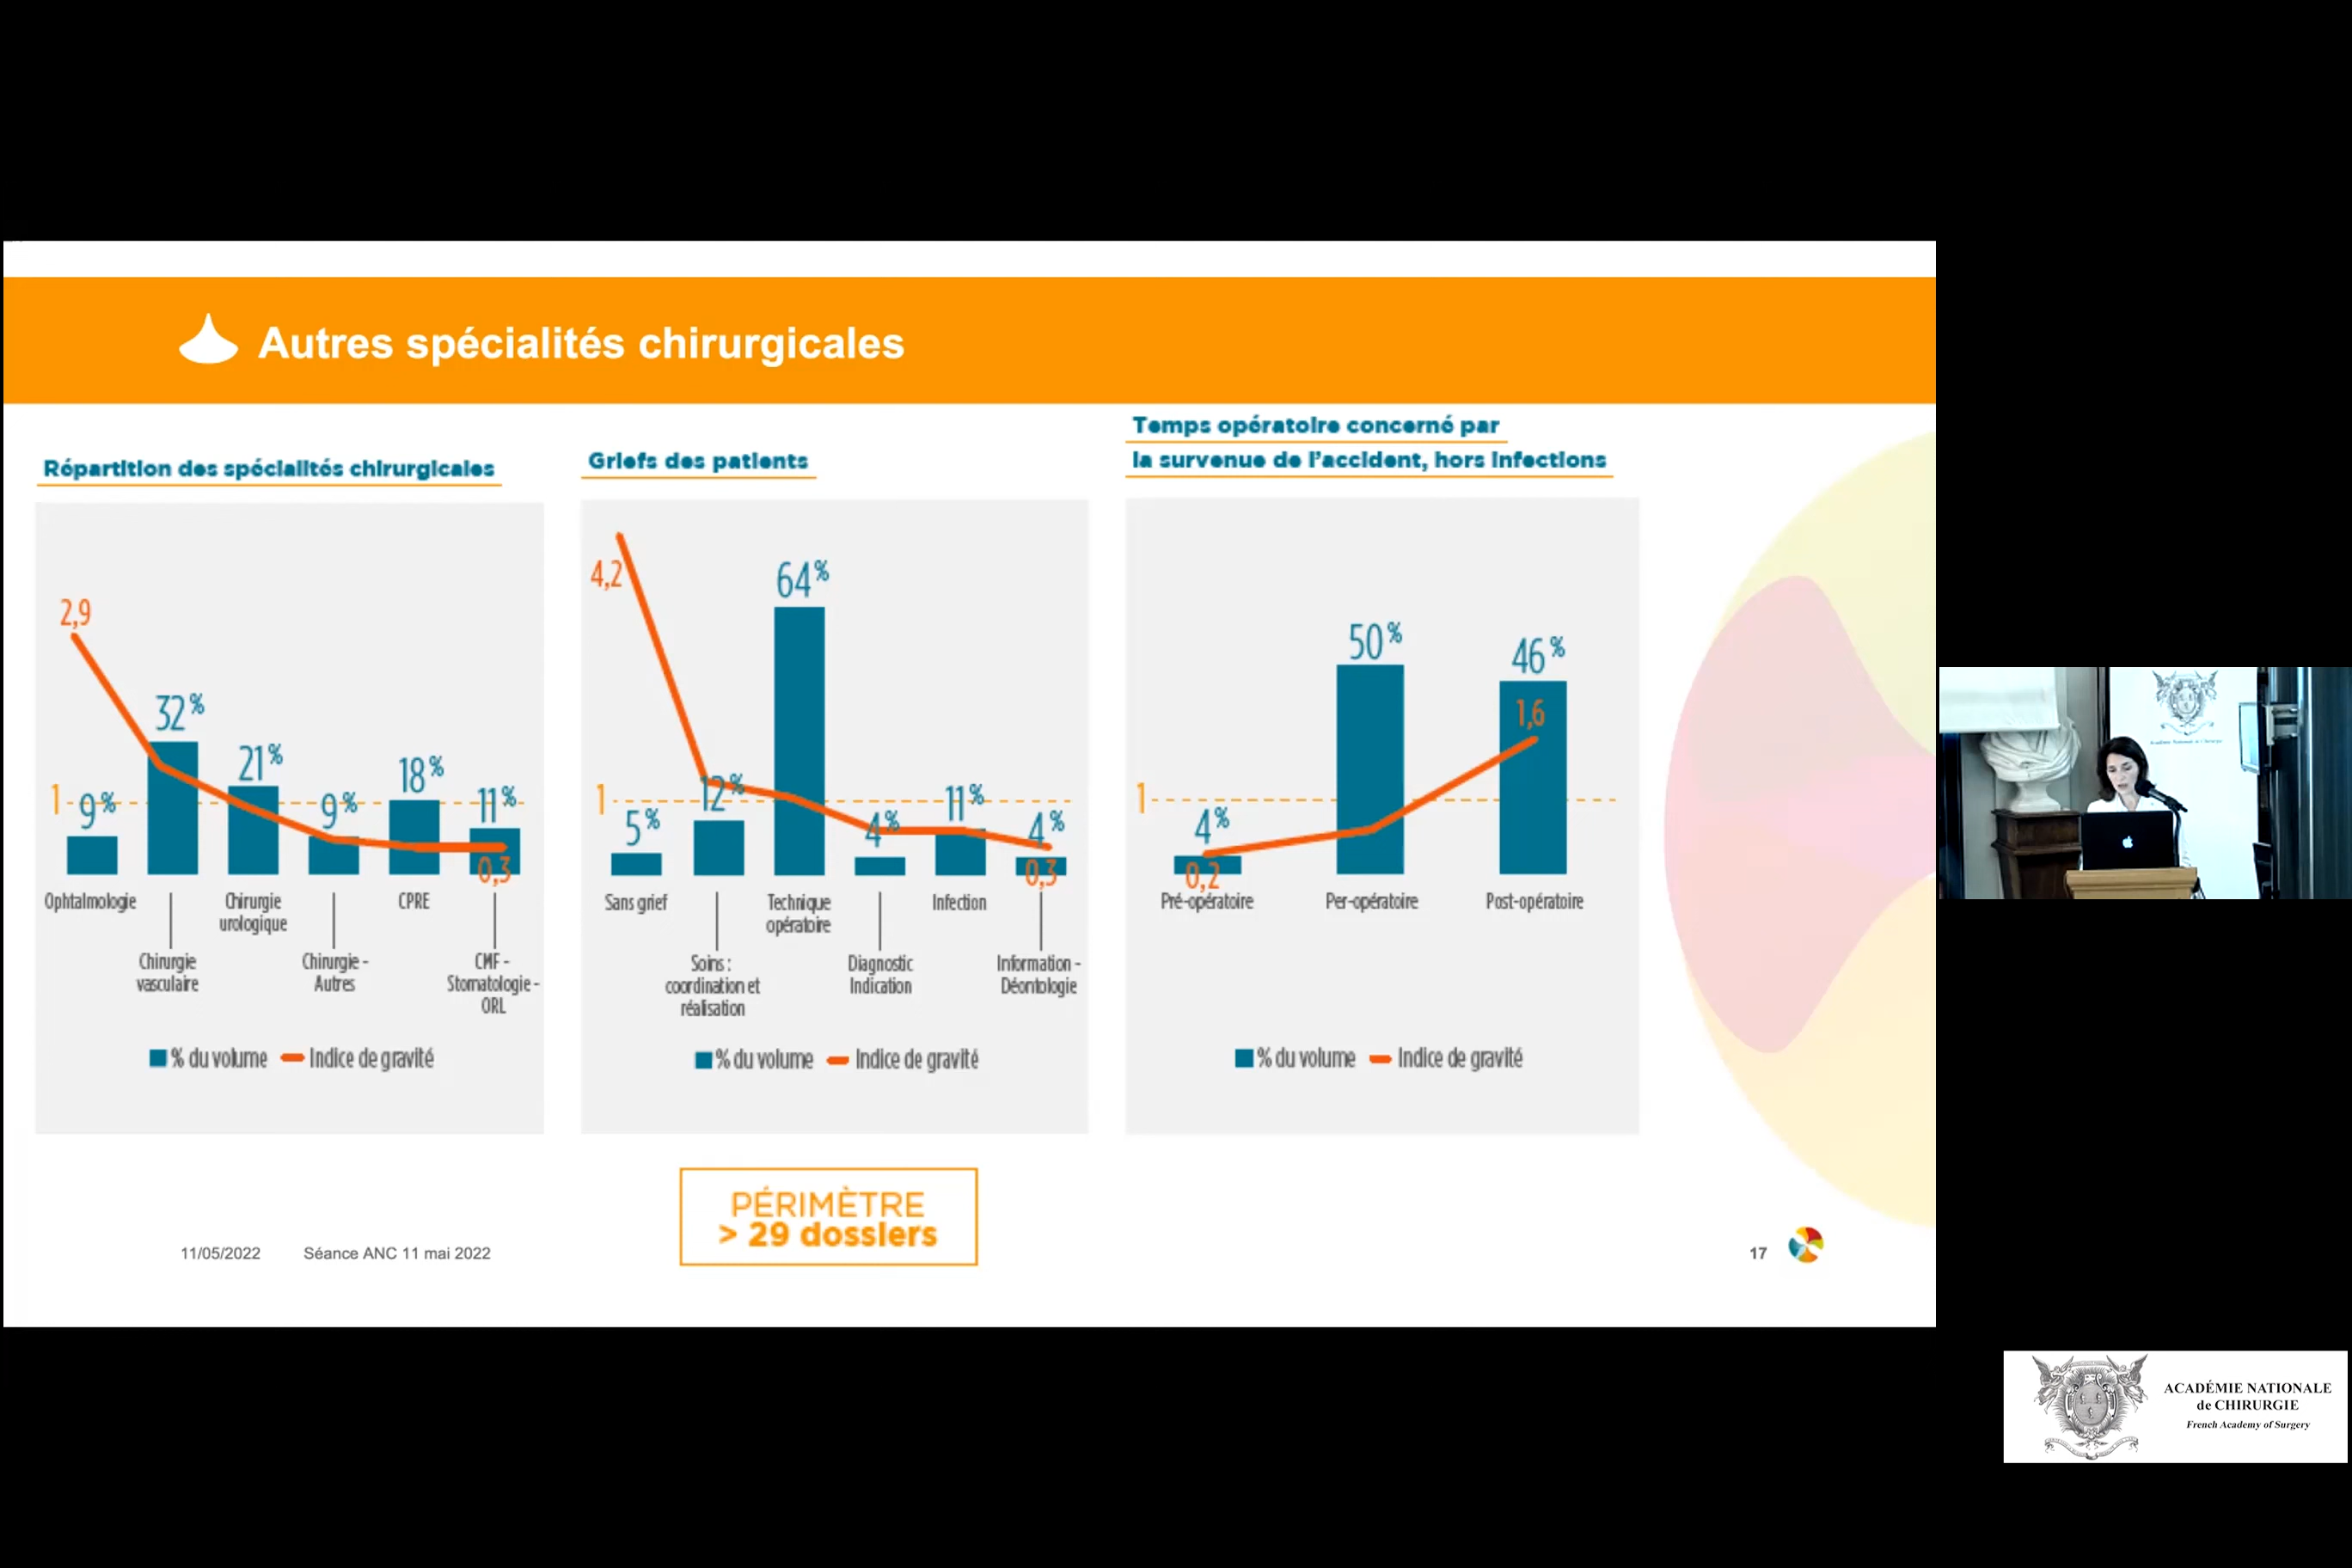 Autres spécialités chirurgicales
Répartition des spécialités chirurgicales
2,9
1
9%
32%
21%
9%
18%
11%
0,3
Ophtalmologie
Chirurgie
vasculaire
Chirurgie
urologique
Chirurgie -
Autres
CPRE
CMF -
Stomatologie -
ORL
% du volume
Indice de gravité
Griefs des patients
4,2
1
5%
12%
64%
4%
11%
4%
0,3
Sans grief
Soins :
coordination et
réalisation
Technique
opératoire
Diagnostic
Indication
Infection
Information -
Déontologie
% du volume
Indice de gravité
Temps opératoire concerné par
la survenue de l'accident, hors infections
1
4%
0,2
50%
46%
1,6
Pré-opératoire
Per-opératoire
Post-opératoire
% du volume
Indice de gravité
PÉRIMÈTRE
> 29 dossiers
11/05/2022
Séance ANC 11 mai 2022
17
ACADÉMIE NATIONALE
de CHIRURGIE
French Academy of Surgery